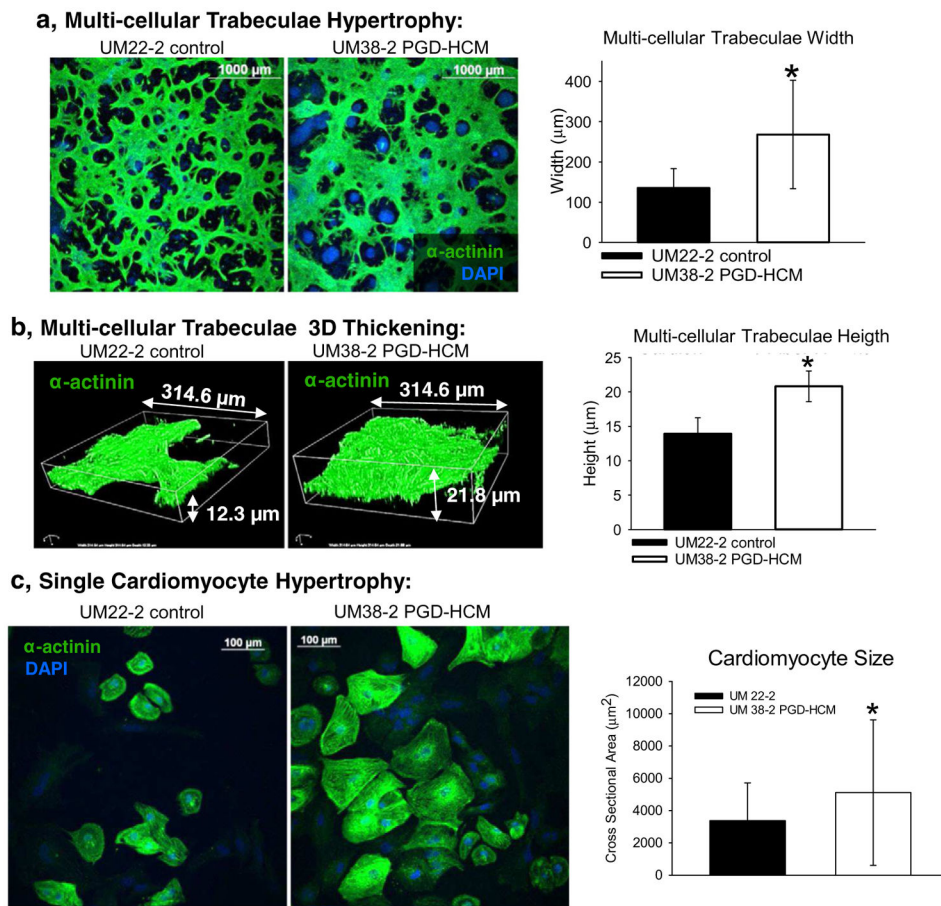 a, Multi-cellular Trabeculae Hypertrophy:
UM22-2 control
UM38-2 PGD-HCM
1000 µm
1000 µm
α-actinin
DAPI
Multi-cellular Trabeculae Width
Width (µm)
400
300
200
100
0
*
UM22-2 control
UM38-2 PGD-HCM
b, Multi-cellular Trabeculae 3D Thickening:
UM22-2 control
UM38-2 PGD-HCM
α-actinin
314.6 µm
12.3 µm
α-actinin
314.6 µm
21.8 µm
Multi-cellular Trabeculae Heigth
Height (µm)
25
20
15
10
5
0
*
UM22-2 control
UM38-2 PGD-HCM
c, Single Cardiomyocyte Hypertrophy:
UM22-2 control
UM38-2 PGD-HCM
α-actinin
DAPI
100 µm
100 µm
Cardiomyocyte Size
Cross Sectional Area (µm²)
12000
10000
8000
6000
4000
2000
0
UM 22-2
UM 38-2 PGD-HCM
*